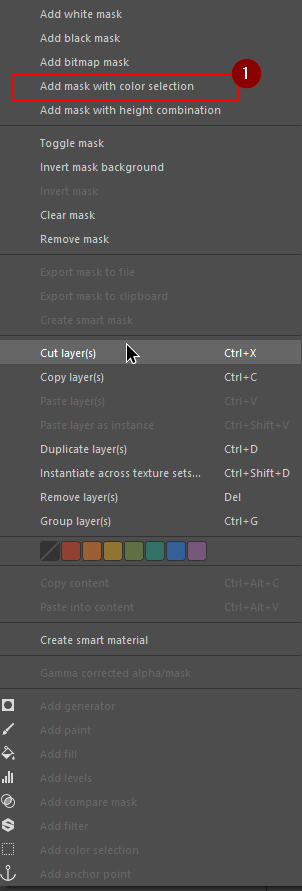 Add white mask
Add black mask
Add bitmap mask
1
Add mask with color selection
Add mask with height combination
Toggle mask
Invert mask background
Invert mask
Clear mask
Remove mask
Export mask to file
Export mask to clipboard
Create smart mask
Cut layer(s) Ctrl+X
Copy layer(s) Ctrl+C
Paste layer(s) Ctrl+V
Paste layer as instance Ctrl+Shift+V
Duplicate layer(s) Ctrl+D
Instantiate across texture sets... Ctrl+Shift+D
Remove layer(s) Del
Group layer(s) Ctrl+G
Copy content Ctrl+Alt+C
Paste into content Ctrl+Alt+V
Create smart material
Gamma corrected alpha/mask
Add generator
Add paint
Add fill
Add levels
Add compare mask
Add filter
Add color selection
Add anchor point